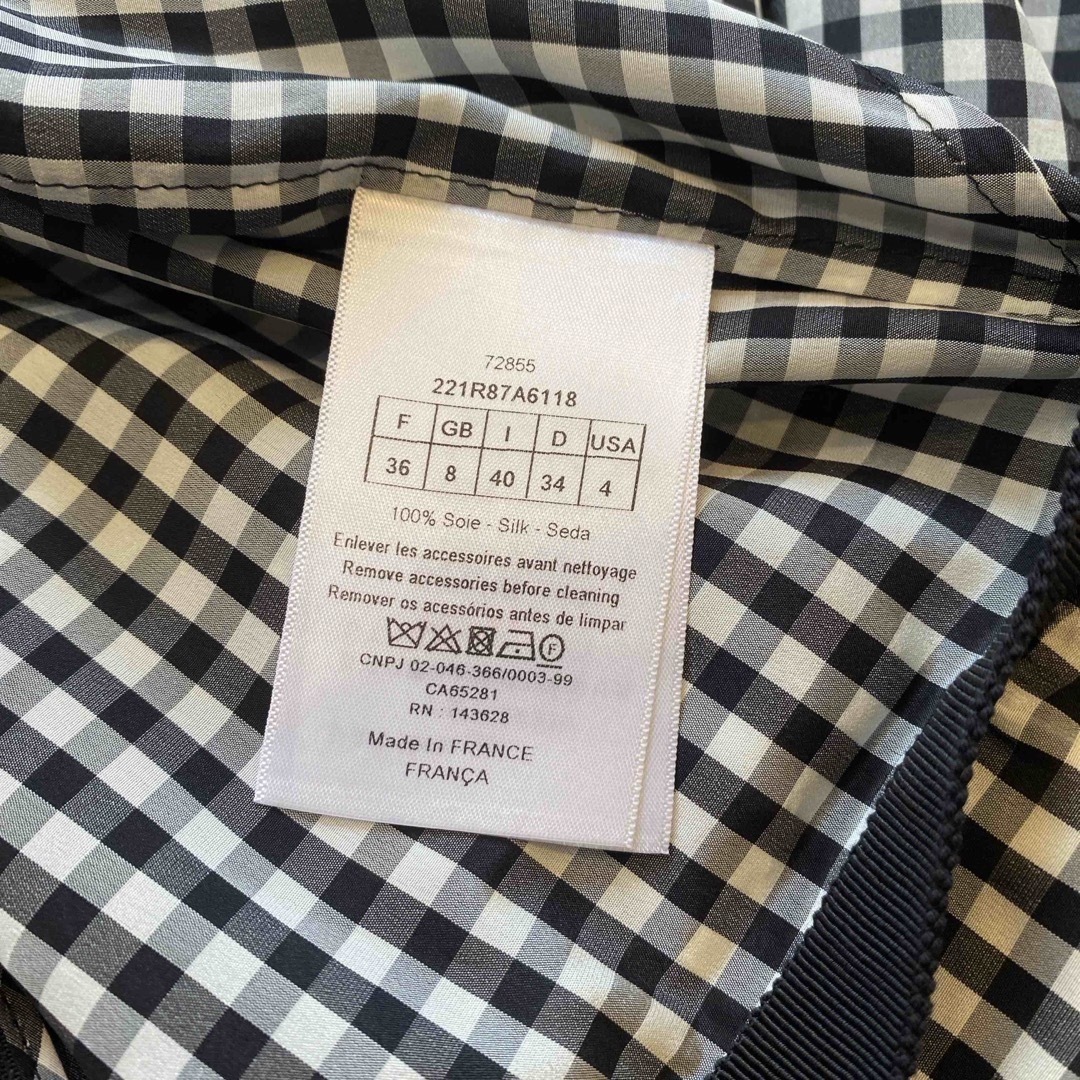 72855
221R87A6118
F GB I D USA
36 8 40 34 4
100% Soie - Silk - Seda
Enlever les accessoires avant nettoyage
Remove accessories before cleaning
Remover os acessórios antes de limpar
F
CNPJ 02-046-366/0003-99
CA65281
RN : 143628
Made In FRANCE
FRANÇA